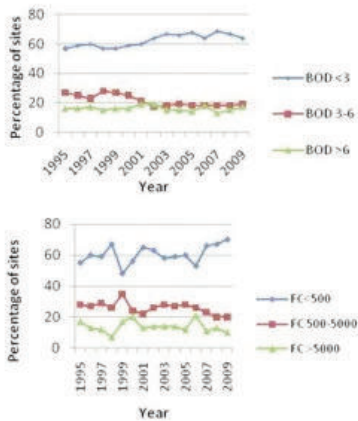 Percentage of sites
80
60
40
20
0
1995
1997
1999
2001
2003
2005
2007
2009
Year
BOD <3
BOD 3-6
BOD >6
Percentage of sites
80
60
40
20
0
1995
1997
1999
2001
2003
2005
2007
2009
Year
FC<500
FC 500-5000
FC >5000